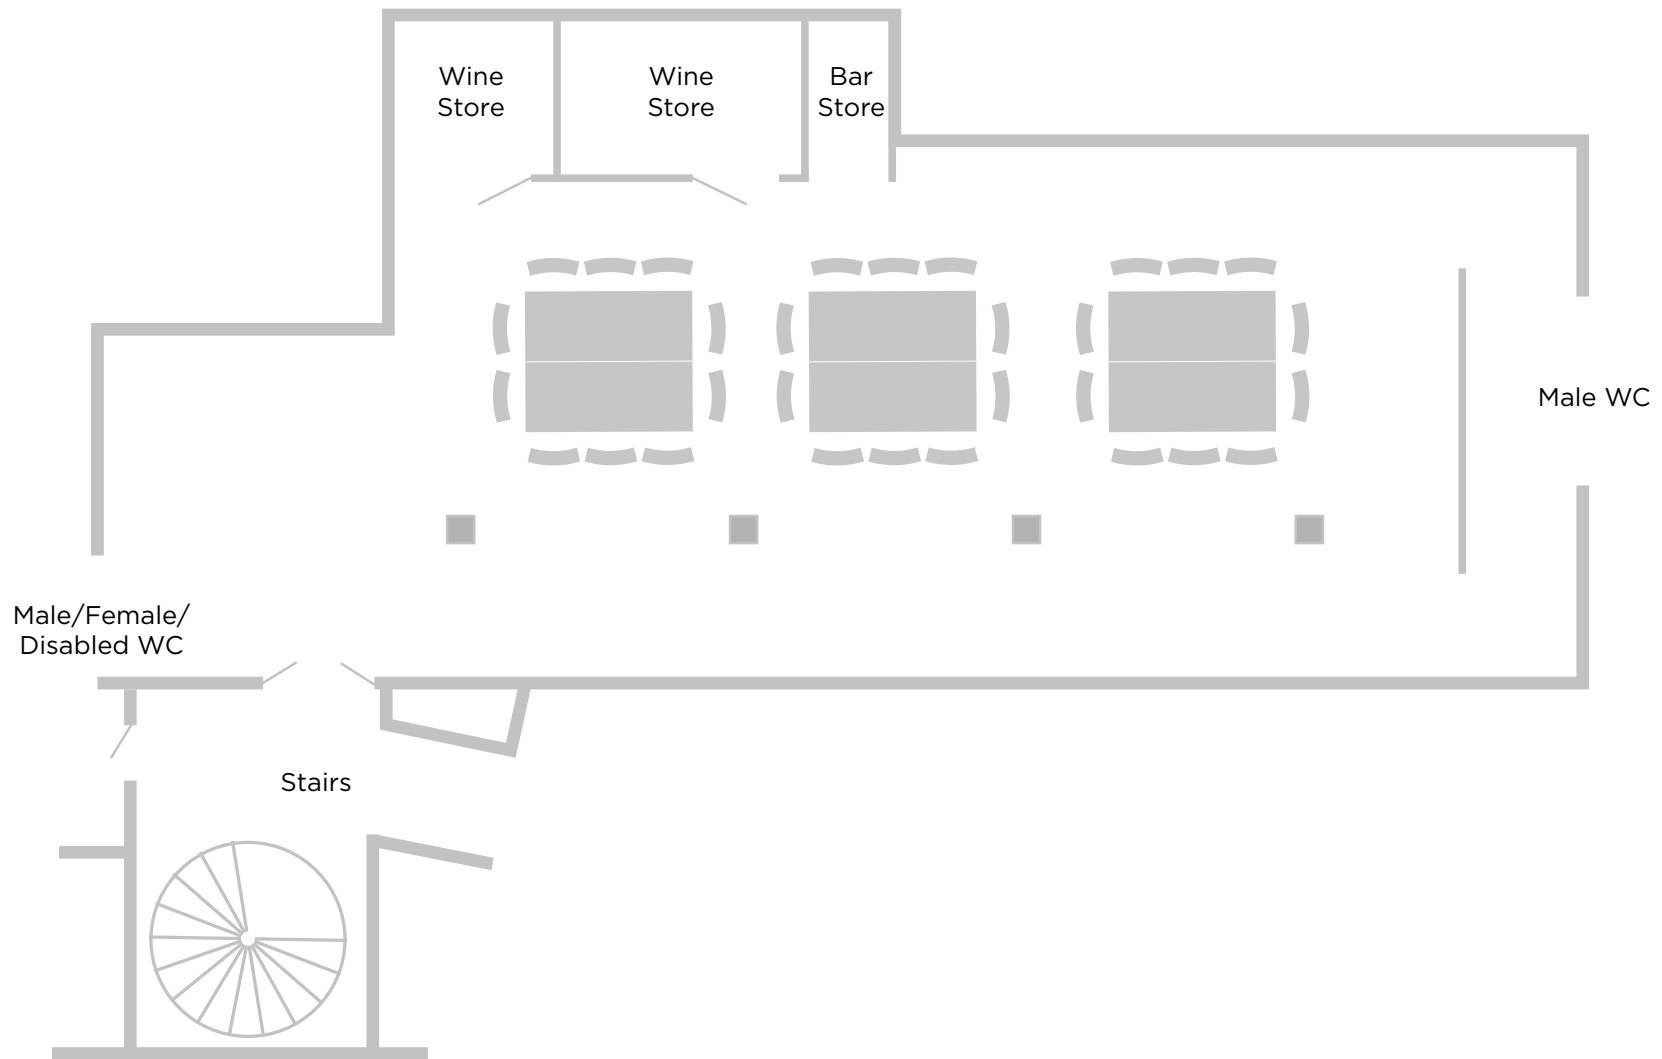 Wine
Store
Wine
Store
Bar
Store
Male WC
Male/Female/
Disabled WC
Stairs